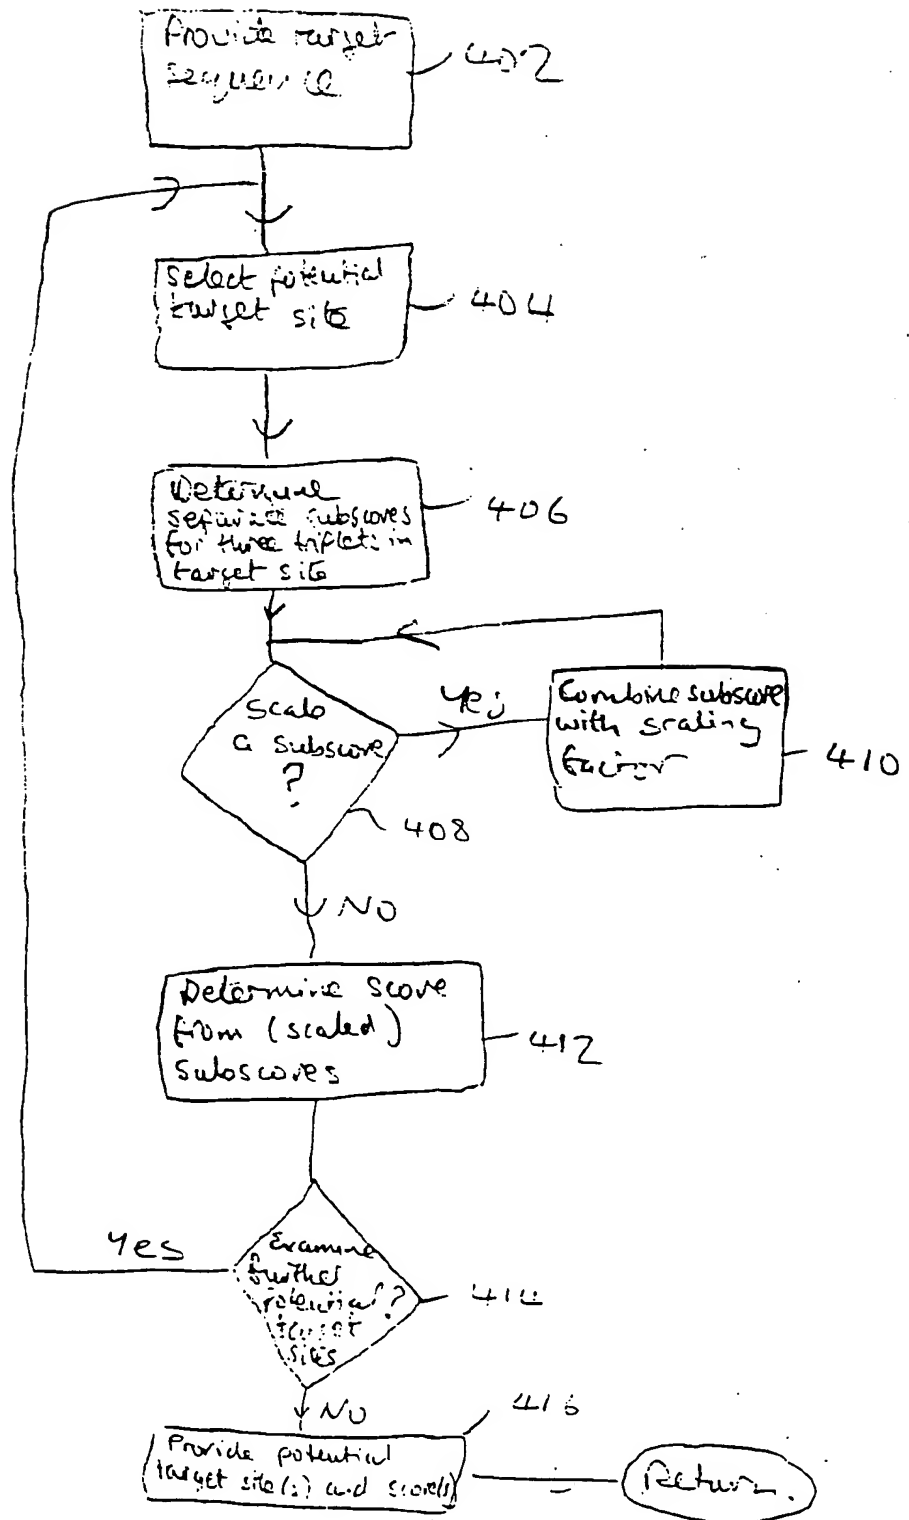 Provide target
sequence
402
Select potential
target site
404
Determine
separate subscores
for three triplets in
target site
406
Scale
a subscore
?
408
Yes
Combine subscore
with scaling
factor
410
NO
Determine score
from (scaled)
subscores
412
Yes
Examine
further
potential
target
sites
?
414
NO
416
Provide potential
target site(s) and score(s)
Return.